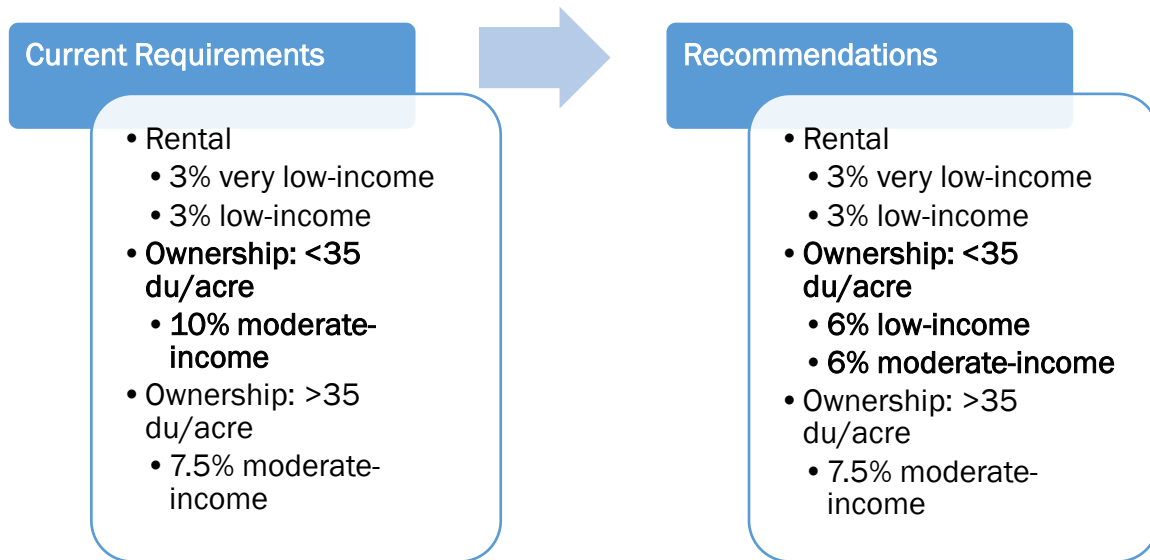 Current Requirements
• Rental
• 3% very low-income
• 3% low-income
• Ownership: <35
du/acre
• 10% moderate-
income
• Ownership: >35
du/acre
• 7.5% moderate-
income
Recommendations
• Rental
• 3% very low-income
• 3% low-income
• Ownership: <35
du/acre
• 6% low-income
• 6% moderate-income
• Ownership: >35
du/acre
• 7.5% moderate-
income